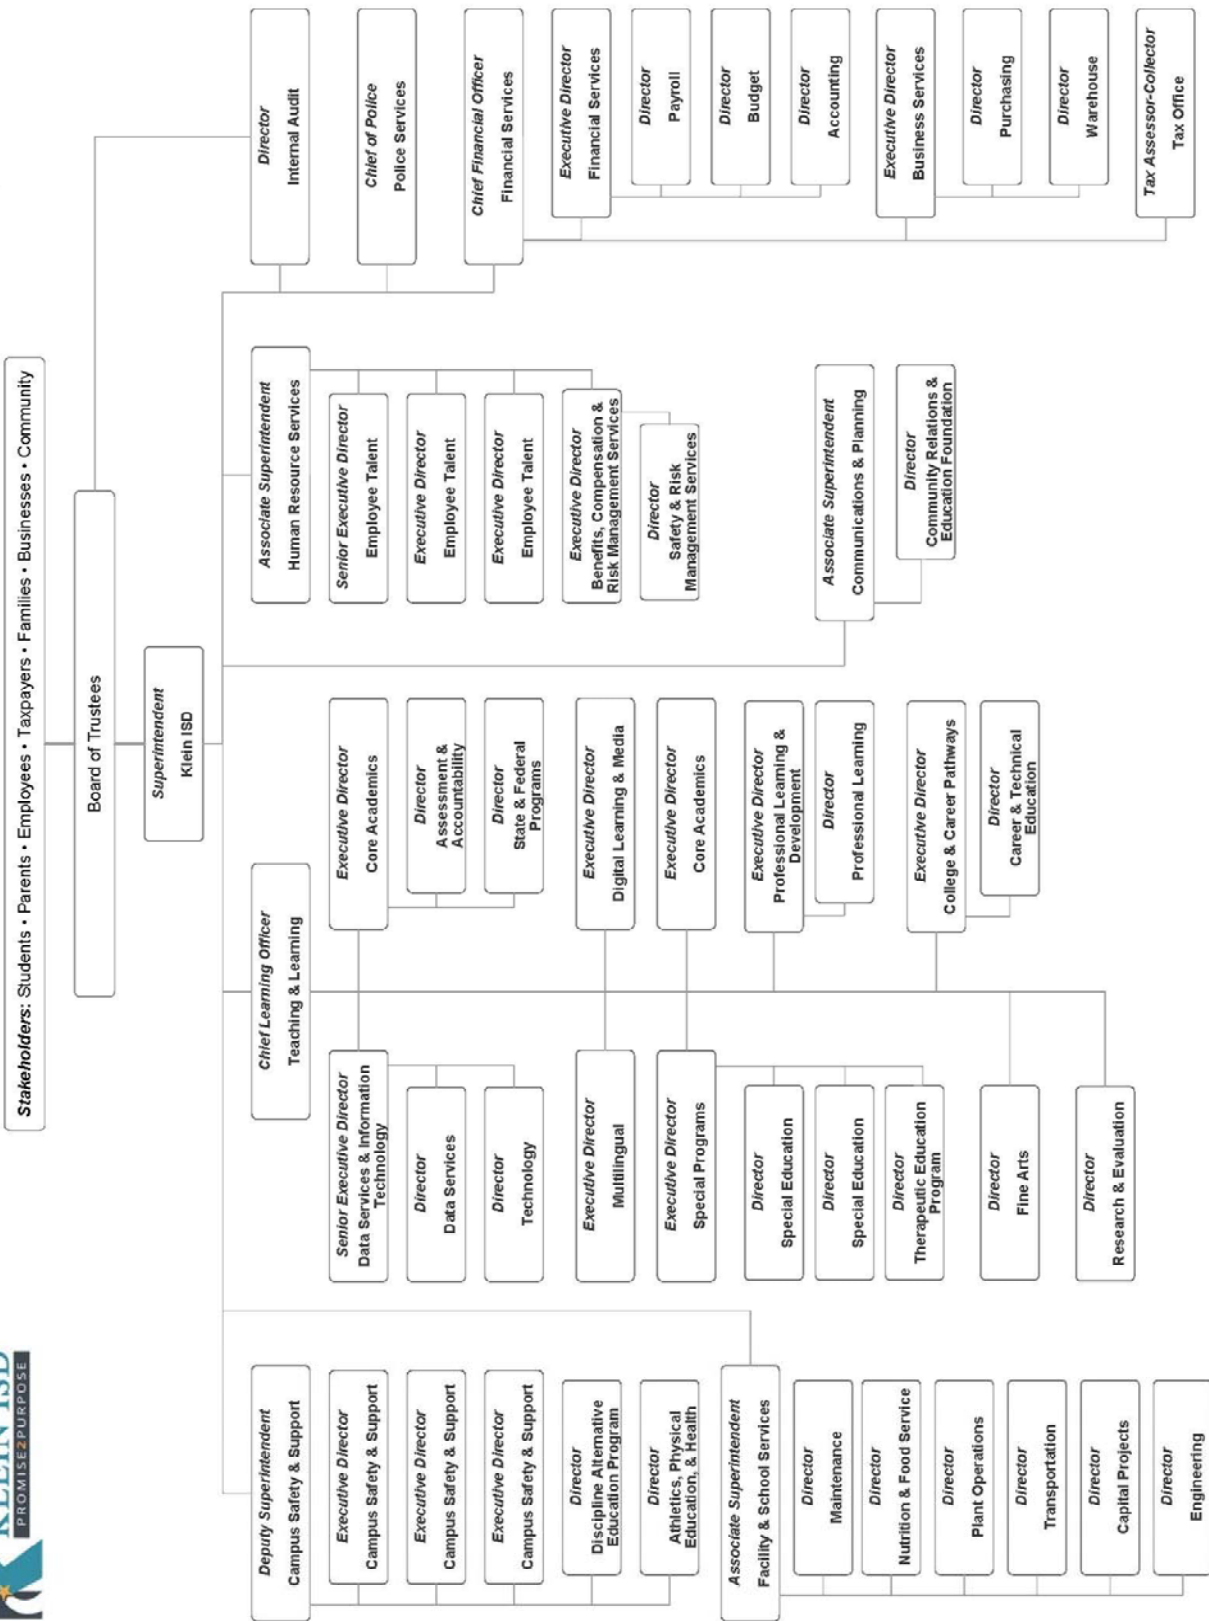 KLEIN ISD
PROMISE2PURPOSE
Stakeholders: Students • Parents • Employees • Taxpayers • Families • Businesses • Community
Board of Trustees
Superintendent
Klein ISD
Deputy Superintendent
Campus Safety & Support
Executive Director
Campus Safety & Support
Executive Director
Campus Safety & Support
Executive Director
Campus Safety & Support
Director
Discipline Alternative
Education Program
Director
Athletics, Physical
Education, & Health
Associate Superintendent
Facility & School Services
Director
Maintenance
Director
Nutrition & Food Service
Director
Plant Operations
Director
Transportation
Director
Capital Projects
Director
Engineering
Chief Learning Officer
Teaching & Learning
Senior Executive Director
Data Services & Information
Technology
Director
Data Services
Director
Technology
Executive Director
Multilingual
Executive Director
Special Programs
Director
Special Education
Director
Special Education
Director
Therapeutic Education
Program
Director
Fine Arts
Director
Research & Evaluation
Executive Director
Core Academics
Director
Assessment &
Accountability
Director
State & Federal
Programs
Executive Director
Digital Learning & Media
Executive Director
Core Academics
Executive Director
Professional Learning &
Development
Director
Professional Learning
Executive Director
College & Career Pathways
Director
Career & Technical
Education
Associate Superintendent
Human Resource Services
Senior Executive Director
Employee Talent
Executive Director
Employee Talent
Executive Director
Employee Talent
Executive Director
Benefits, Compensation &
Risk Management Services
Director
Safety & Risk
Management Services
Associate Superintendent
Communications & Planning
Director
Community Relations &
Education Foundation
Director
Internal Audit
Chief of Police
Police Services
Chief Financial Officer
Financial Services
Executive Director
Financial Services
Director
Payroll
Director
Budget
Director
Accounting
Executive Director
Business Services
Director
Purchasing
Director
Warehouse
Tax Assessor-Collector
Tax Office